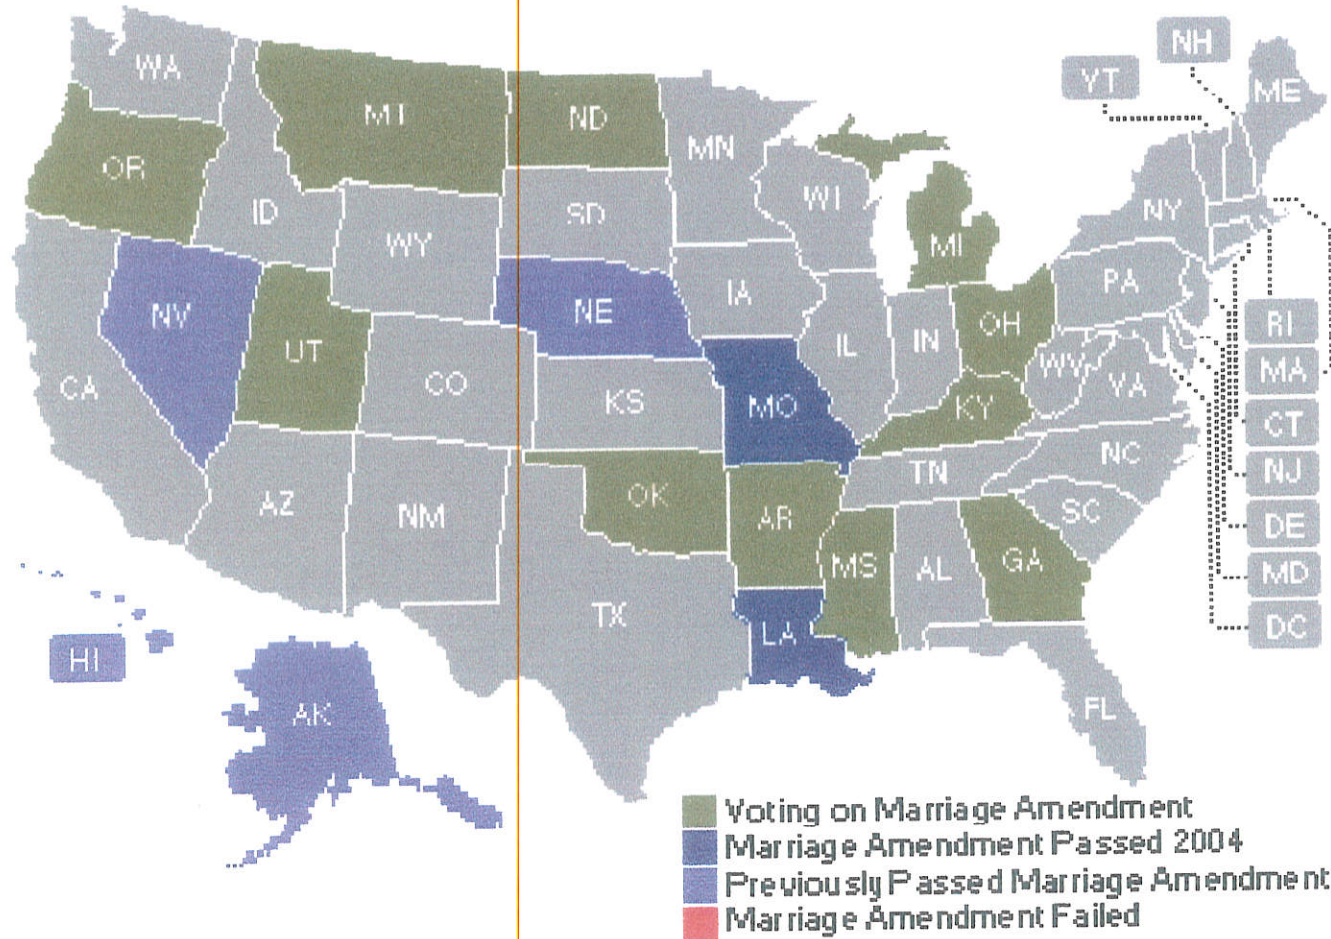 NH
WA
YT
ME
MT
ND
MN
OR
WI
ID
SD
NY
WY
MI
PA
IA
NV
NE
OH
RI
UT
IL
IN
WV
MA
CA
CO
VA
KS
MO
KY
CT
NC
TN
NJ
OK
AZ
NM
AR
SC
DE
MS
AL
GA
MD
TX
DC
LA
HI
AK
FL
Voting on Marriage Amendment
Marriage Amendment Passed 2004
Previously Passed Marriage Amendment
Marriage Amendment Failed